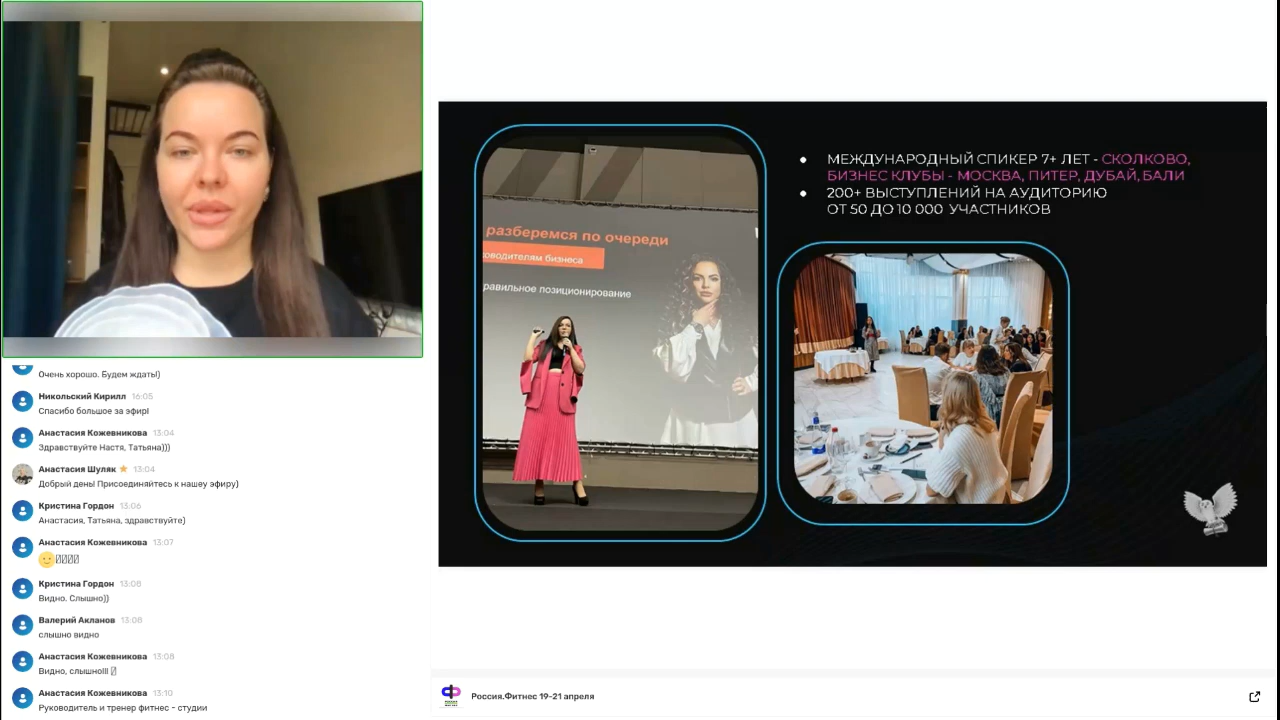 Очень хорошо. Будем ждать!)
Никольский Кирилл 16:05
Спасибо большое за эфир!
Анастасия Кожевникова 13:04
Здравствуйте Настя, Татьяна)))
Анастасия Шуляк 13:04
Добрый день! Присоединяйтесь к нашеу эфиру)
Кристина Гордон 13:06
Анастасия, Татьяна, здравствуйте)
Анастасия Кожевникова 13:07
Кристина Гордон 13:08
Видно. Слышно))
Валерий Акланов 13:08
слышно видно
Анастасия Кожевникова 13:08
Видно, слышно!!!
Анастасия Кожевникова 13:10
Руководитель и тренер фитнес - студии
разберемся по очереди
ководителям бизнеса
равильное позиционирование
• МЕЖДУНАРОДНЫЙ СПИКЕР 7+ ЛЕТ - СКОЛКОВО,
БИЗНЕС КЛУБЫ - МОСКВА, ПИТЕР, ДУБАЙ, БАЛИ
• 200+ ВЫСТУПЛЕНИЙ НА АУДИТОРИЮ
ОТ 50 ДО 10 000 УЧАСТНИКОВ
Россия.Фитнес 19-21 апреля